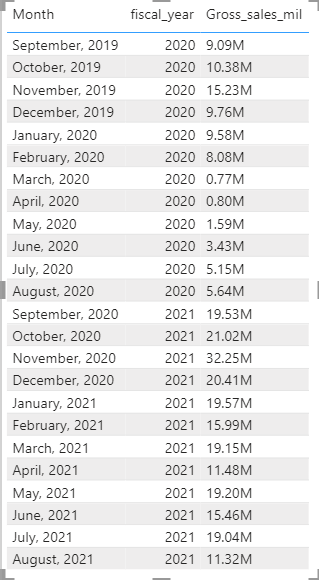 Month fiscal_year Gross_sales_mil
September, 2019 2020 9.09M
October, 2019 2020 10.38M
November, 2019 2020 15.23M
December, 2019 2020 9.76M
January, 2020 2020 9.58M
February, 2020 2020 8.08M
March, 2020 2020 0.77M
April, 2020 2020 0.80M
May, 2020 2020 1.59M
June, 2020 2020 3.43M
July, 2020 2020 5.15M
August, 2020 2020 5.64M
September, 2020 2021 19.53M
October, 2020 2021 21.02M
November, 2020 2021 32.25M
December, 2020 2021 20.41M
January, 2021 2021 19.57M
February, 2021 2021 15.99M
March, 2021 2021 19.15M
April, 2021 2021 11.48M
May, 2021 2021 19.20M
June, 2021 2021 15.46M
July, 2021 2021 19.04M
August, 2021 2021 11.32M